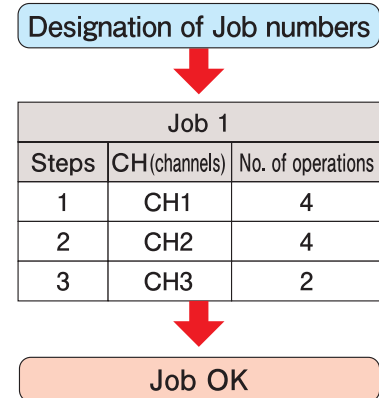 Designation of Job numbers
Job 1
Steps CH (channels) No. of operations
1 CH1 4
2 CH2 4
3 CH3 2
Job OK